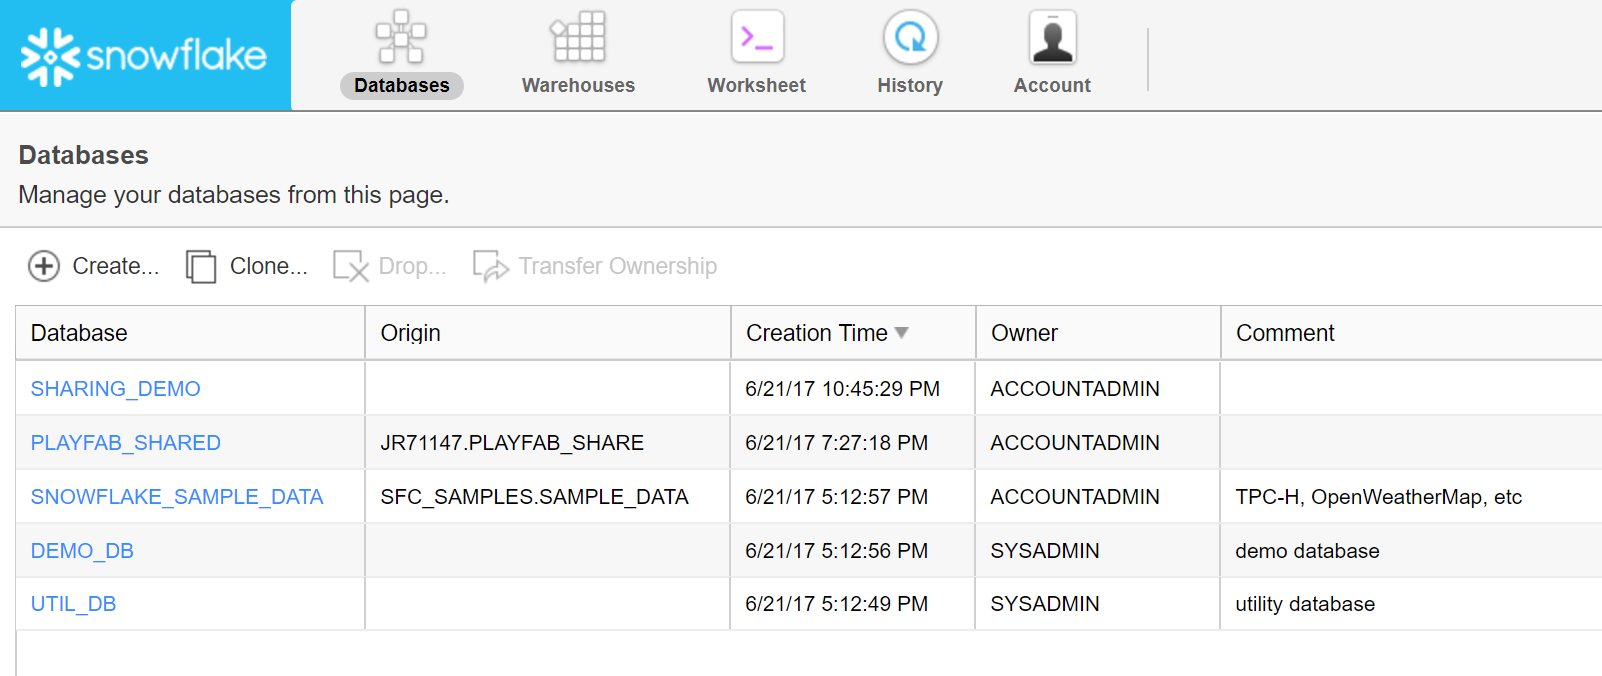 snowflake
Databases Warehouses Worksheet History Account
Databases
Manage your databases from this page.
Create... Clone... Drop... Transfer Ownership
Database Origin Creation Time Owner Comment
SHARING_DEMO 6/21/17 10:45:29 PM ACCOUNTADMIN
PLAYFAB_SHARED JR71147.PLAYFAB_SHARE 6/21/17 7:27:18 PM ACCOUNTADMIN
SNOWFLAKE_SAMPLE_DATA SFC_SAMPLES.SAMPLE_DATA 6/21/17 5:12:57 PM ACCOUNTADMIN TPC-H, OpenWeatherMap, etc
DEMO_DB 6/21/17 5:12:56 PM SYSADMIN demo database
UTIL_DB 6/21/17 5:12:49 PM SYSADMIN utility database